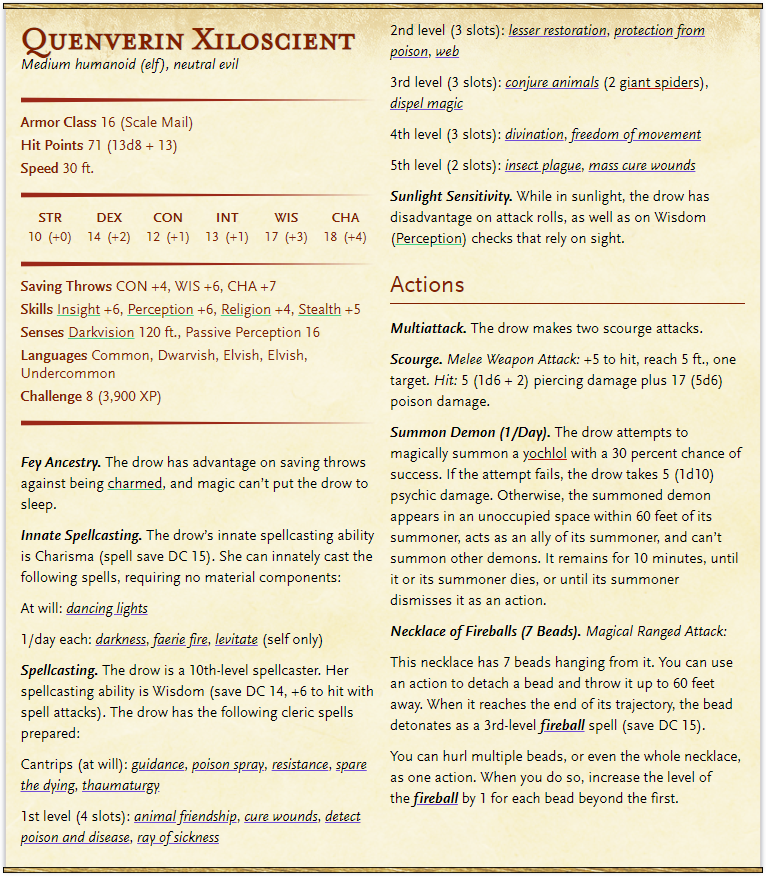 Quenverin Xiloscient
Medium humanoid (elf), neutral evil
Armor Class 16 (Scale Mail)
Hit Points 71 (13d8 + 13)
Speed 30 ft.
STR DEX CON INT WIS CHA
10 (+0) 14 (+2) 12 (+1) 13 (+1) 17 (+3) 18 (+4)
Saving Throws CON +4, WIS +6, CHA +7
Skills Insight +6, Perception +6, Religion +4, Stealth +5
Senses Darkvision 120 ft., Passive Perception 16
Languages Common, Dwarvish, Elvish, Elvish,
Undercommon
Challenge 8 (3,900 XP)
Fey Ancestry. The drow has advantage on saving throws
against being charmed, and magic can't put the drow to
sleep.
Innate Spellcasting. The drow's innate spellcasting ability
is Charisma (spell save DC 15). She can innately cast the
following spells, requiring no material components:
At will: dancing lights
1/day each: darkness, faerie fire, levitate (self only)
Spellcasting. The drow is a 10th-level spellcaster. Her
spellcasting ability is Wisdom (save DC 14, +6 to hit with
spell attacks). The drow has the following cleric spells
prepared:
Cantrips (at will): guidance, poison spray, resistance, spare
the dying, thaumaturgy
1st level (4 slots): animal friendship, cure wounds, detect
poison and disease, ray of sickness
2nd level (3 slots): lesser restoration, protection from
poison, web
3rd level (3 slots): conjure animals (2 giant spiders),
dispel magic
4th level (3 slots): divination, freedom of movement
5th level (2 slots): insect plague, mass cure wounds
Sunlight Sensitivity. While in sunlight, the drow has
disadvantage on attack rolls, as well as on Wisdom
(Perception) checks that rely on sight.
Actions
Multiattack. The drow makes two scourge attacks.
Scourge. Melee Weapon Attack: +5 to hit, reach 5 ft., one
target. Hit: 5 (1d6 + 2) piercing damage plus 17 (5d6)
poison damage.
Summon Demon (1/Day). The drow attempts to
magically summon a yochlol with a 30 percent chance of
success. If the attempt fails, the drow takes 5 (1d10)
psychic damage. Otherwise, the summoned demon
appears in an unoccupied space within 60 feet of its
summoner, acts as an ally of its summoner, and can't
summon other demons. It remains for 10 minutes, until
it or its summoner dies, or until its summoner
dismisses it as an action.
Necklace of Fireballs (7 Beads). Magical Ranged Attack:
This necklace has 7 beads hanging from it. You can use
an action to detach a bead and throw it up to 60 feet
away. When it reaches the end of its trajectory, the bead
detonates as a 3rd-level fireball spell (save DC 15).
You can hurl multiple beads, or even the whole necklace,
as one action. When you do so, increase the level of
the fireball by 1 for each bead beyond the first.